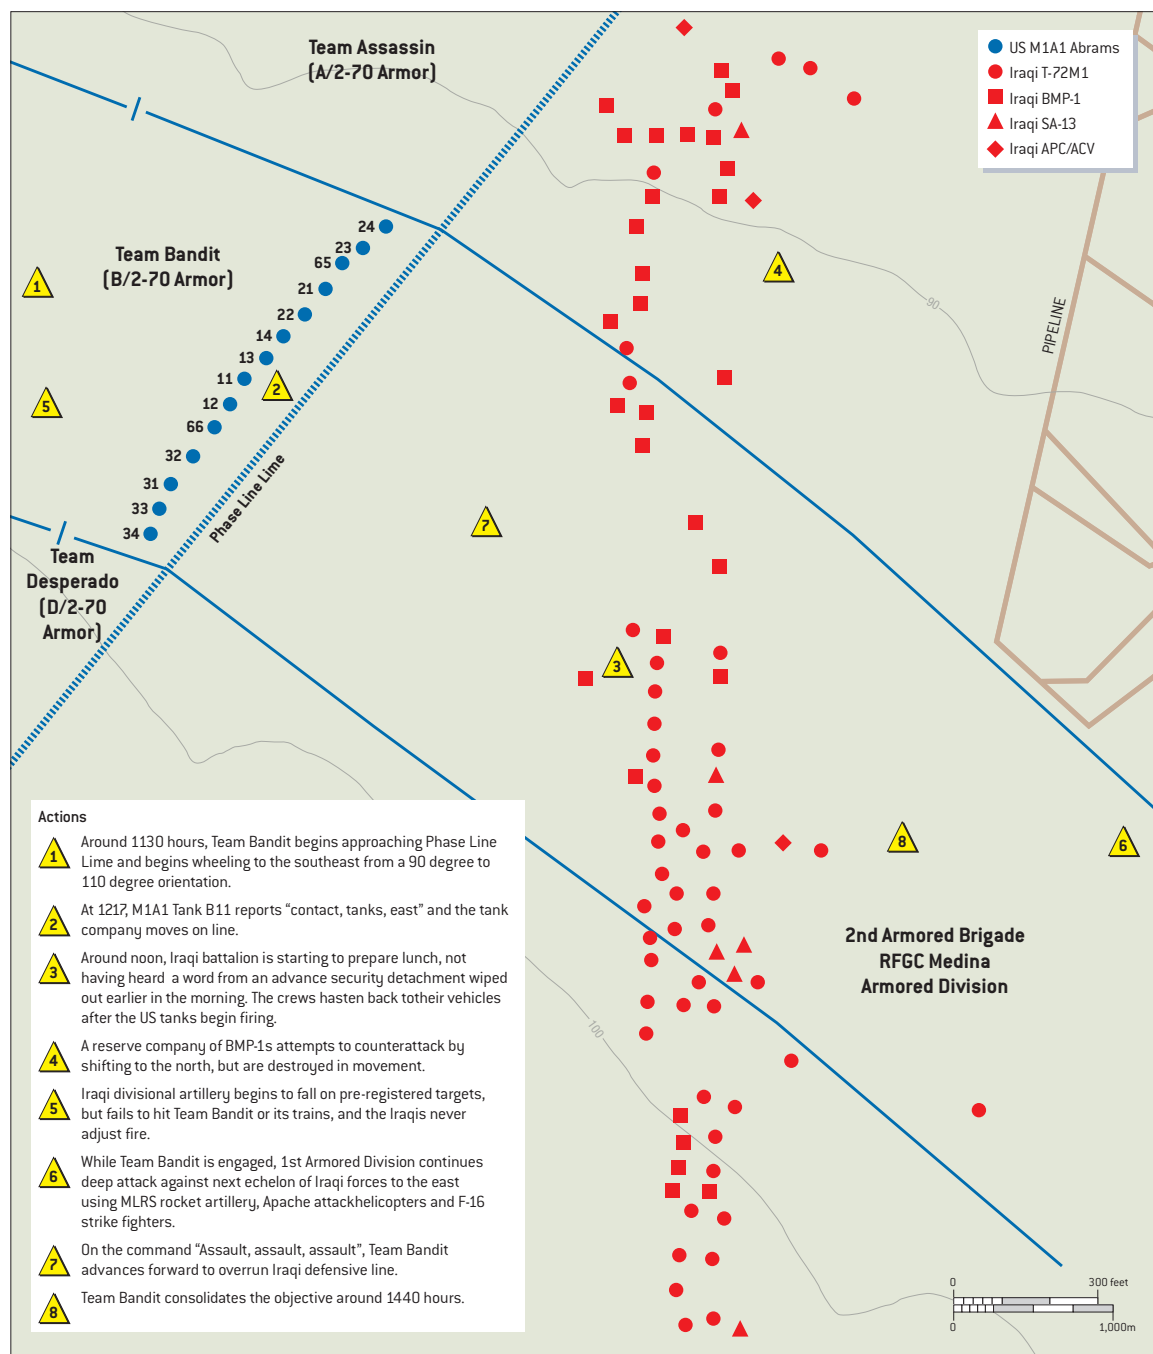 Team Assassin
(A/2-70 Armor)
US M1A1 Abrams
Iraqi T-72M1
Iraqi BMP-1
Iraqi SA-13
Iraqi APC/ACV
Team Bandit
(B/2-70 Armor)
24
23
65
21
22
14
13
11
12
66
32
31
33
34
1
5
2
4
7
3
8
6
90
PIPELINE
Phase Line Lime
Team
Desperado
(D/2-70
Armor)
2nd Armored Brigade
RFGC Medina
Armored Division
100
Actions
1 Around 1130 hours, Team Bandit begins approaching Phase Line
Lime and begins wheeling to the southeast from a 90 degree to
110 degree orientation.
2 At 1217, M1A1 Tank B11 reports “contact, tanks, east” and the tank
company moves on line.
3 Around noon, Iraqi battalion is starting to prepare lunch, not
having heard a word from an advance security detachment wiped
out earlier in the morning. The crews hasten back totheir vehicles
after the US tanks begin firing.
4 A reserve company of BMP-1s attempts to counterattack by
shifting to the north, but are destroyed in movement.
5 Iraqi divisional artillery begins to fall on pre-registered targets,
but fails to hit Team Bandit or its trains, and the Iraqis never
adjust fire.
6 While Team Bandit is engaged, 1st Armored Division continues
deep attack against next echelon of Iraqi forces to the east
using MLRS rocket artillery, Apache attackhelicopters and F-16
strike fighters.
7 On the command “Assault, assault, assault”, Team Bandit
advances forward to overrun Iraqi defensive line.
8 Team Bandit consolidates the objective around 1440 hours.
0 300 feet
0 1,000m